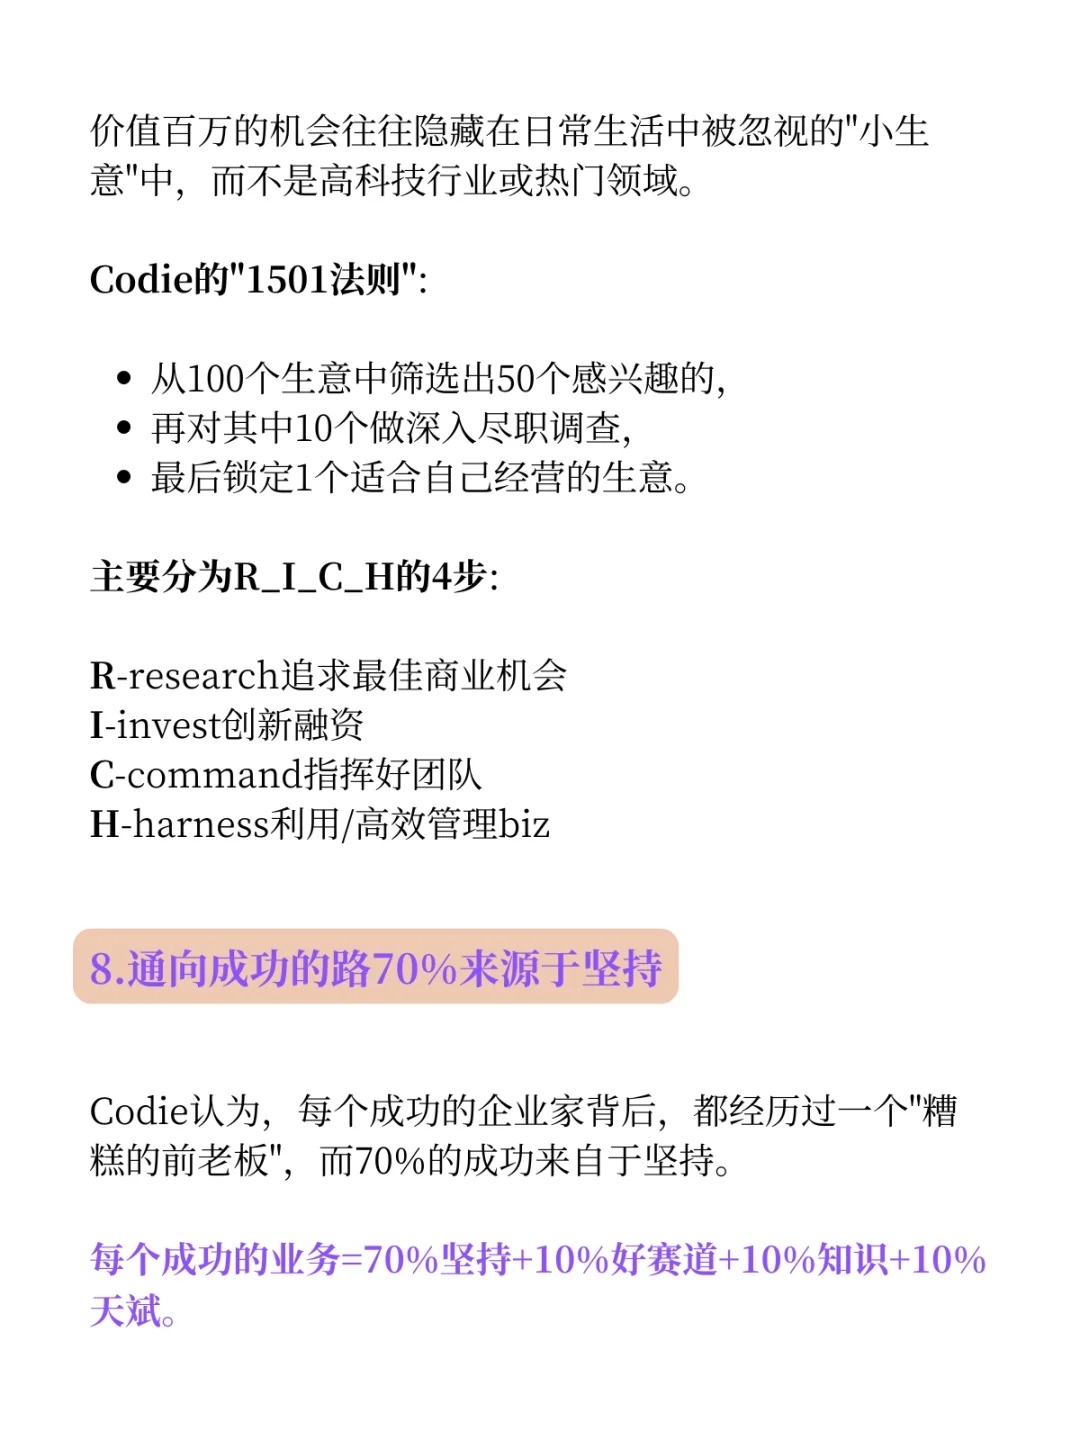 价值百万的机会往往隐藏在日常生活中被忽视的"小生
意"中，而不是高科技行业或热门领域。
Codie的"1501法则":
• 从100个生意中筛选出50个感兴趣的，
• 再对其中10个做深入尽职调查，
• 最后锁定1个适合自己经营的生意。
主要分为R_I_C_H的4步:
R-research追求最佳商业机会
I-invest创新融资
C-command指挥好团队
H-harness利用/高效管理biz
8.通向成功的路70%来源于坚持
Codie认为，每个成功的企业家背后，都经历过一个"糟
糕的前老板"，而70%的成功来自于坚持。
每个成功的业务=70%坚持+10%好赛道+10%知识+10%
天斌。